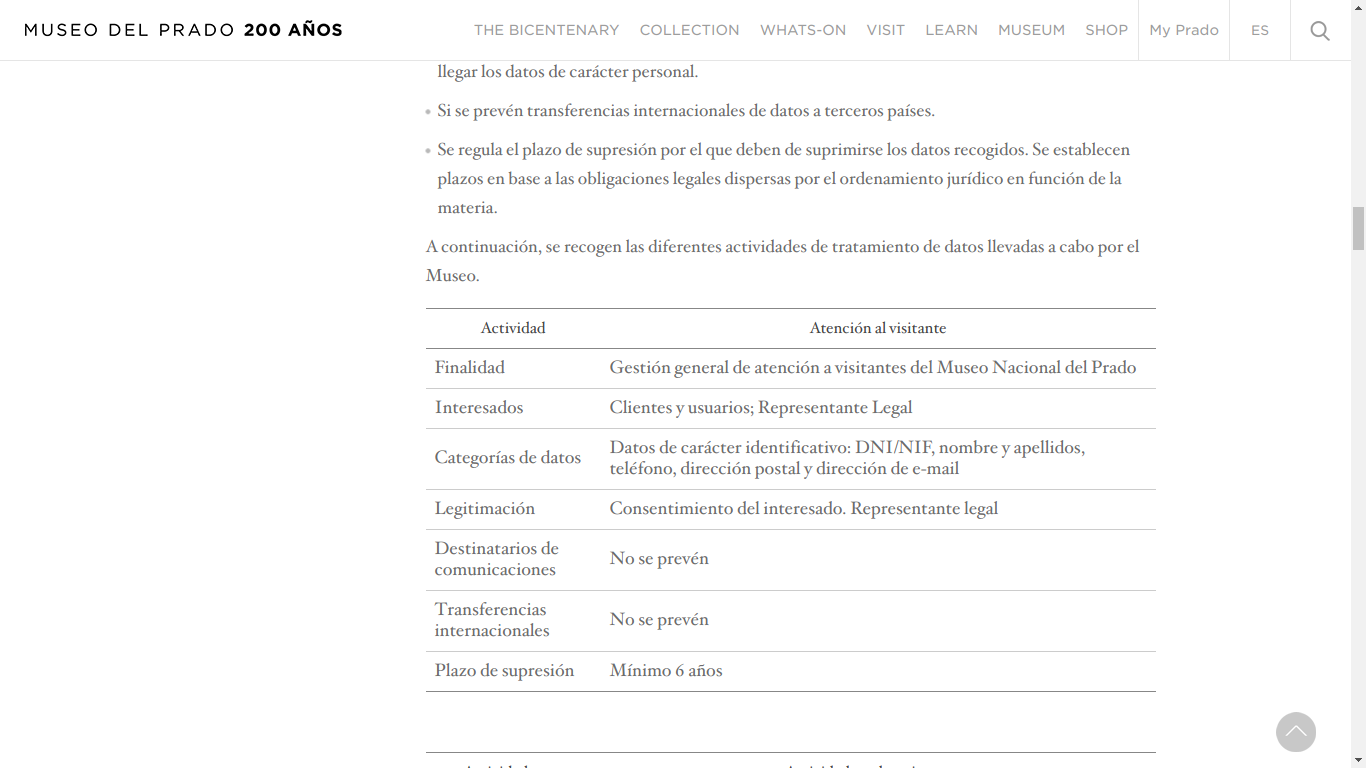 MUSEO DEL PRADO 200 AÑOS
THE BICENTENARY COLLECTION WHATS-ON VISIT LEARN MUSEUM SHOP My Prado ES
llegar los datos de carácter personal.
Si se prevén transferencias internacionales de datos a terceros países.
Se regula el plazo de supresión por el que deben de suprimirse los datos recogidos. Se establecen
plazos en base a las obligaciones legales dispersas por el ordenamiento jurídico en función de la
materia.
A continuación, se recogen las diferentes actividades de tratamiento de datos llevadas a cabo por el
Museo.
Actividad Atención al visitante
Finalidad Gestión general de atención a visitantes del Museo Nacional del Prado
Interesados Clientes y usuarios; Representante Legal
Categorías de datos Datos de carácter identificativo: DNI/NIF, nombre y apellidos,
teléfono, dirección postal y dirección de e-mail
Legitimación Consentimiento del interesado. Representante legal
Destinatarios de
comunicaciones No se prevén
Transferencias
internacionales No se prevén
Plazo de supresión Mínimo 6 años